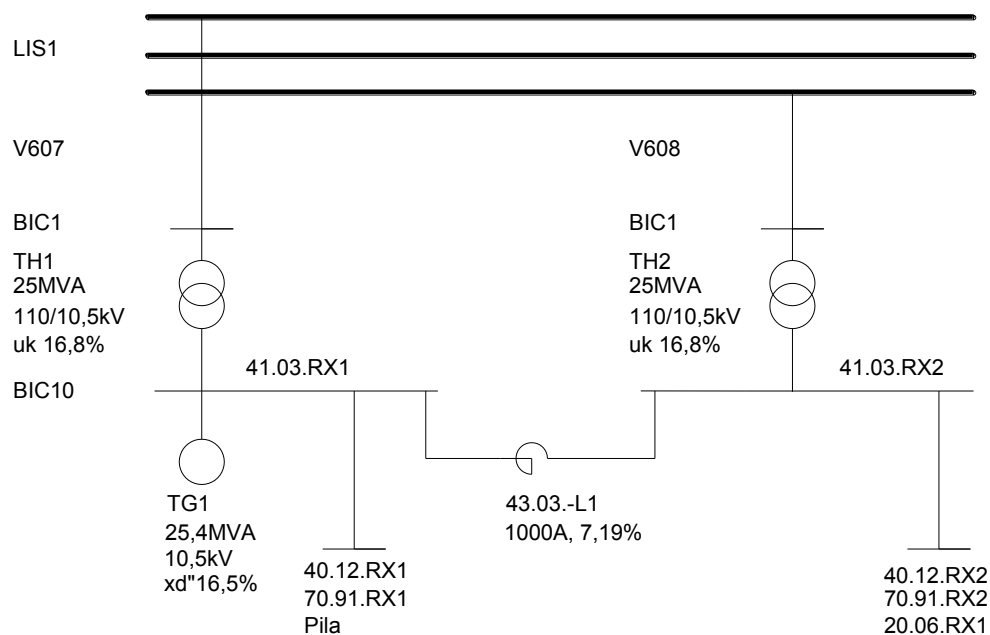 LIS1
V607
V608
BIC1
BIC1
TH1
25MVA
110/10,5kV
uk 16,8%
TH2
25MVA
110/10,5kV
uk 16,8%
41.03.RX1
41.03.RX2
BIC10
TG1
25,4MVA
10,5kV
xd"16,5%
43.03.-L1
1000A, 7,19%
40.12.RX1
70.91.RX1
Pila
40.12.RX2
70.91.RX2
20.06.RX1